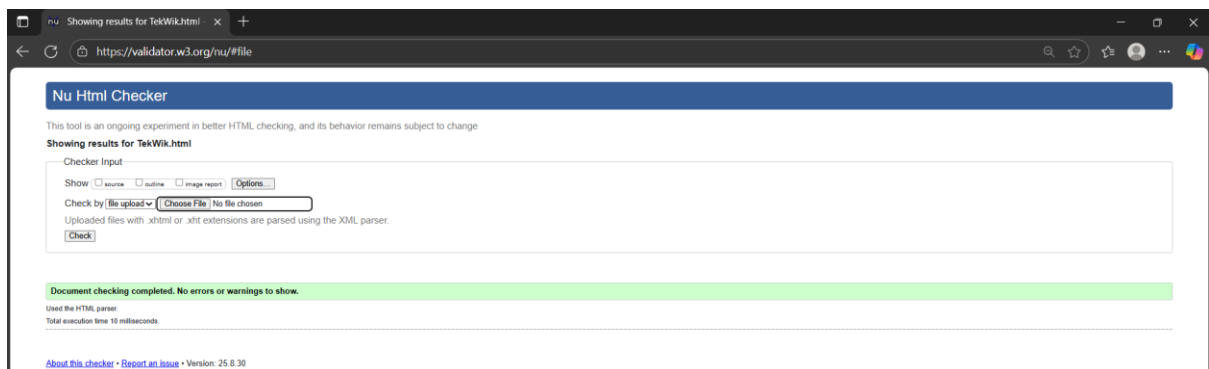 nu Showing results for TekWik.html -
https://validator.w3.org/nu/#file
Nu Html Checker
This tool is an ongoing experiment in better HTML checking, and its behavior remains subject to change
Showing results for TekWik.html
Checker Input
Show source outline image report Options...
Check by file upload Choose File No file chosen
Uploaded files with .xhtml or .xht extensions are parsed using the XML parser.
Check
Document checking completed. No errors or warnings to show.
Used the HTML parser.
Total execution time 10 milliseconds.
About this checker • Report an issue • Version: 25.8.30